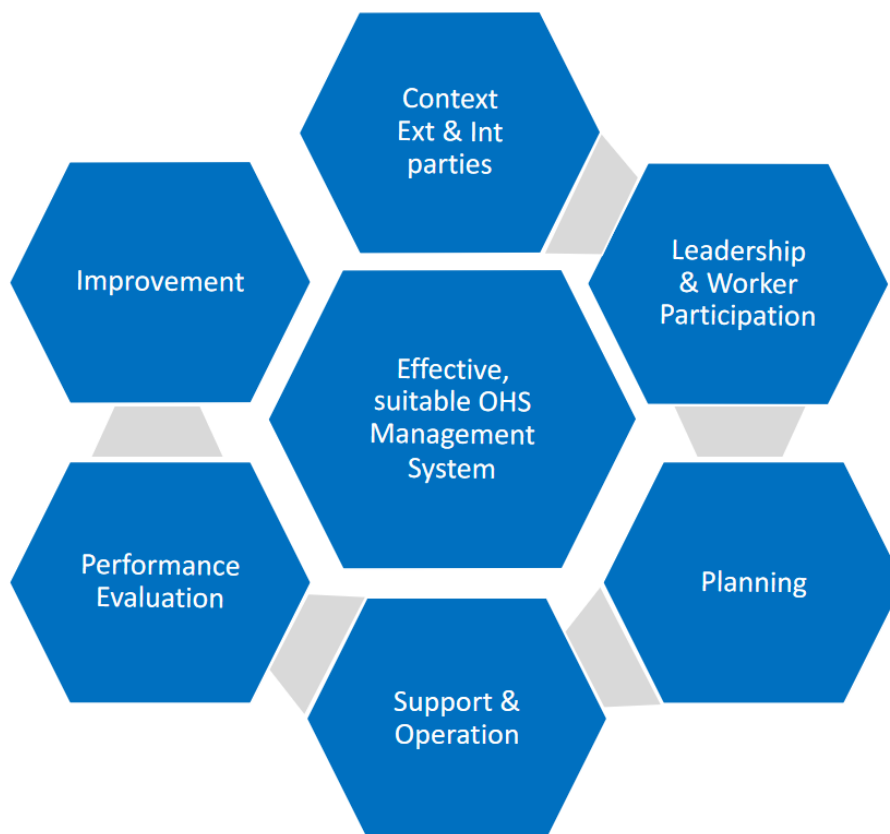 Context
Ext & Int
parties
Leadership
& Worker
Participation
Planning
Support &
Operation
Performance
Evaluation
Improvement
Effective,
suitable OHS
Management
System